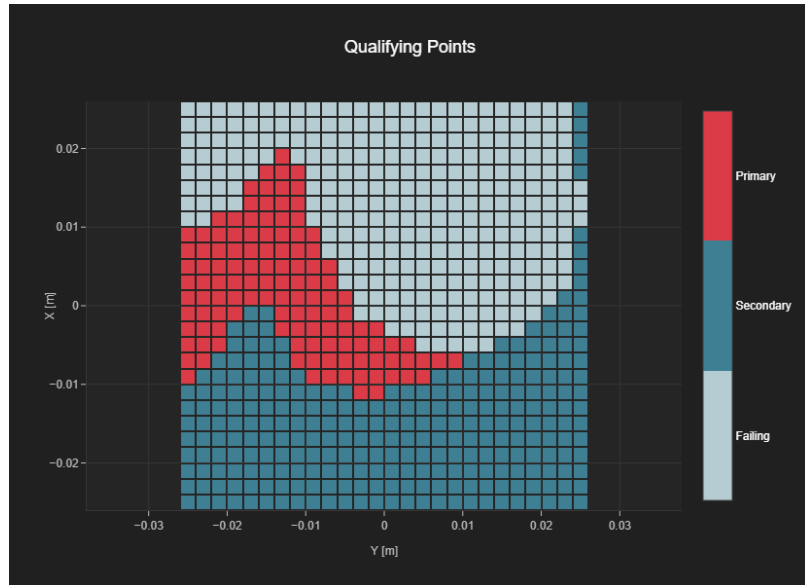 Qualifying Points
Primary
Secondary
Failing
0.02
0.01
0
−0.01
−0.02
X [m]
−0.03
−0.02
−0.01
0
0.01
0.02
0.03
Y [m]